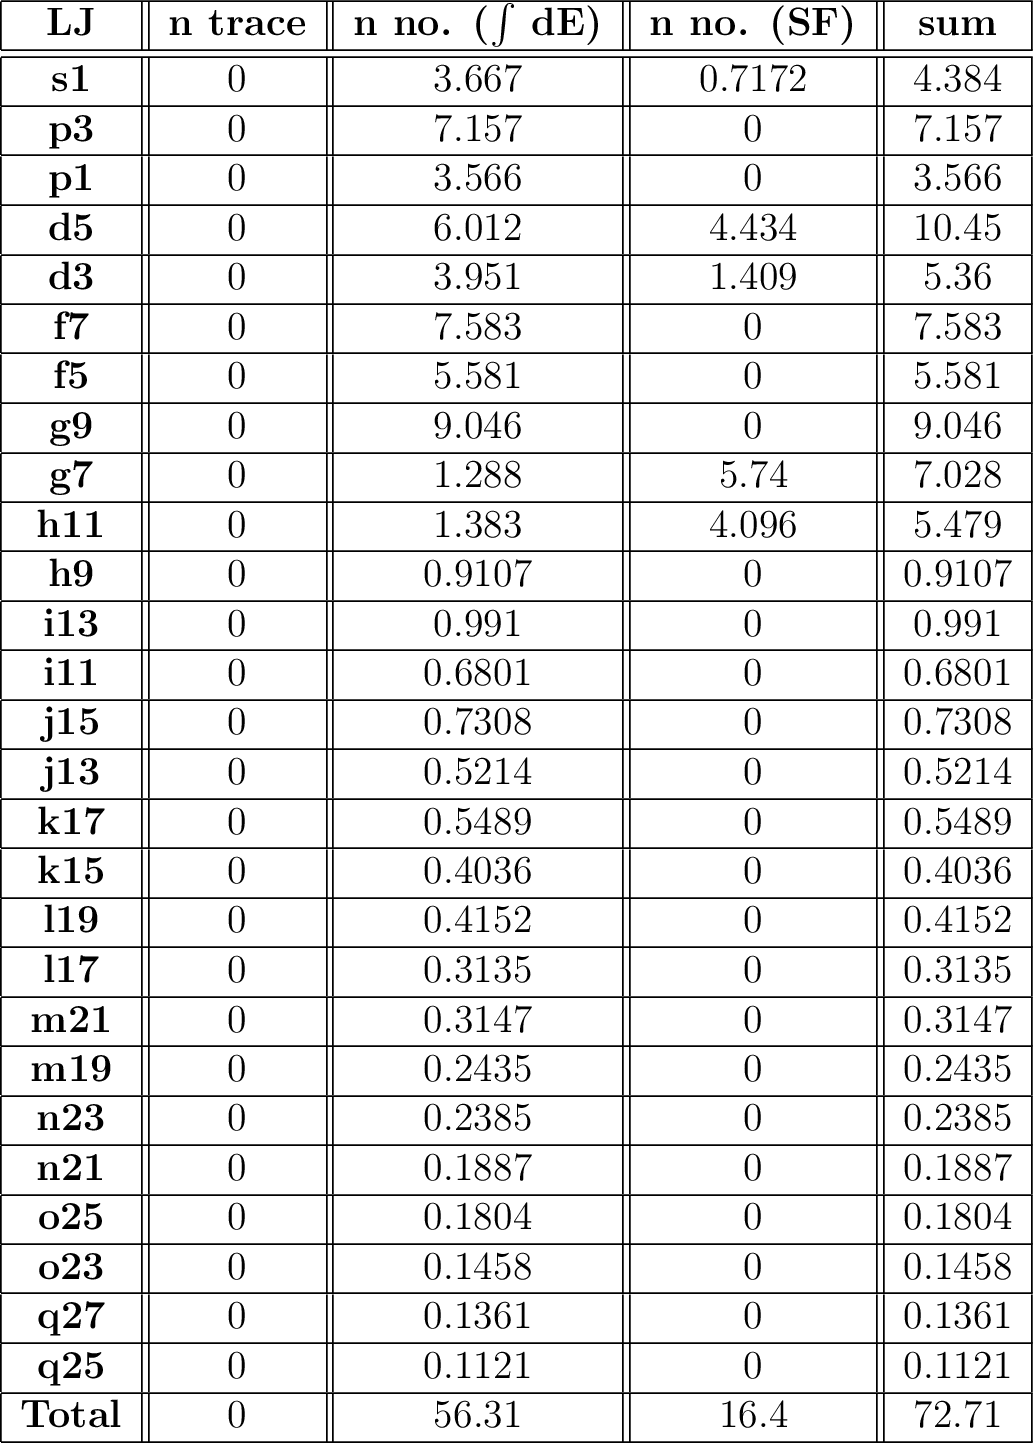 LJ n trace n no. (∫ dE) n no. (SF) sum
s1 0 3.667 0.7172 4.384
p3 0 7.157 0 7.157
p1 0 3.566 0 3.566
d5 0 6.012 4.434 10.45
d3 0 3.951 1.409 5.36
f7 0 7.583 0 7.583
f5 0 5.581 0 5.581
g9 0 9.046 0 9.046
g7 0 1.288 5.74 7.028
h11 0 1.383 4.096 5.479
h9 0 0.9107 0 0.9107
i13 0 0.991 0 0.991
i11 0 0.6801 0 0.6801
j15 0 0.7308 0 0.7308
j13 0 0.5214 0 0.5214
k17 0 0.5489 0 0.5489
k15 0 0.4036 0 0.4036
l19 0 0.4152 0 0.4152
l17 0 0.3135 0 0.3135
m21 0 0.3147 0 0.3147
m19 0 0.2435 0 0.2435
n23 0 0.2385 0 0.2385
n21 0 0.1887 0 0.1887
o25 0 0.1804 0 0.1804
o23 0 0.1458 0 0.1458
q27 0 0.1361 0 0.1361
q25 0 0.1121 0 0.1121
Total 0 56.31 16.4 72.71